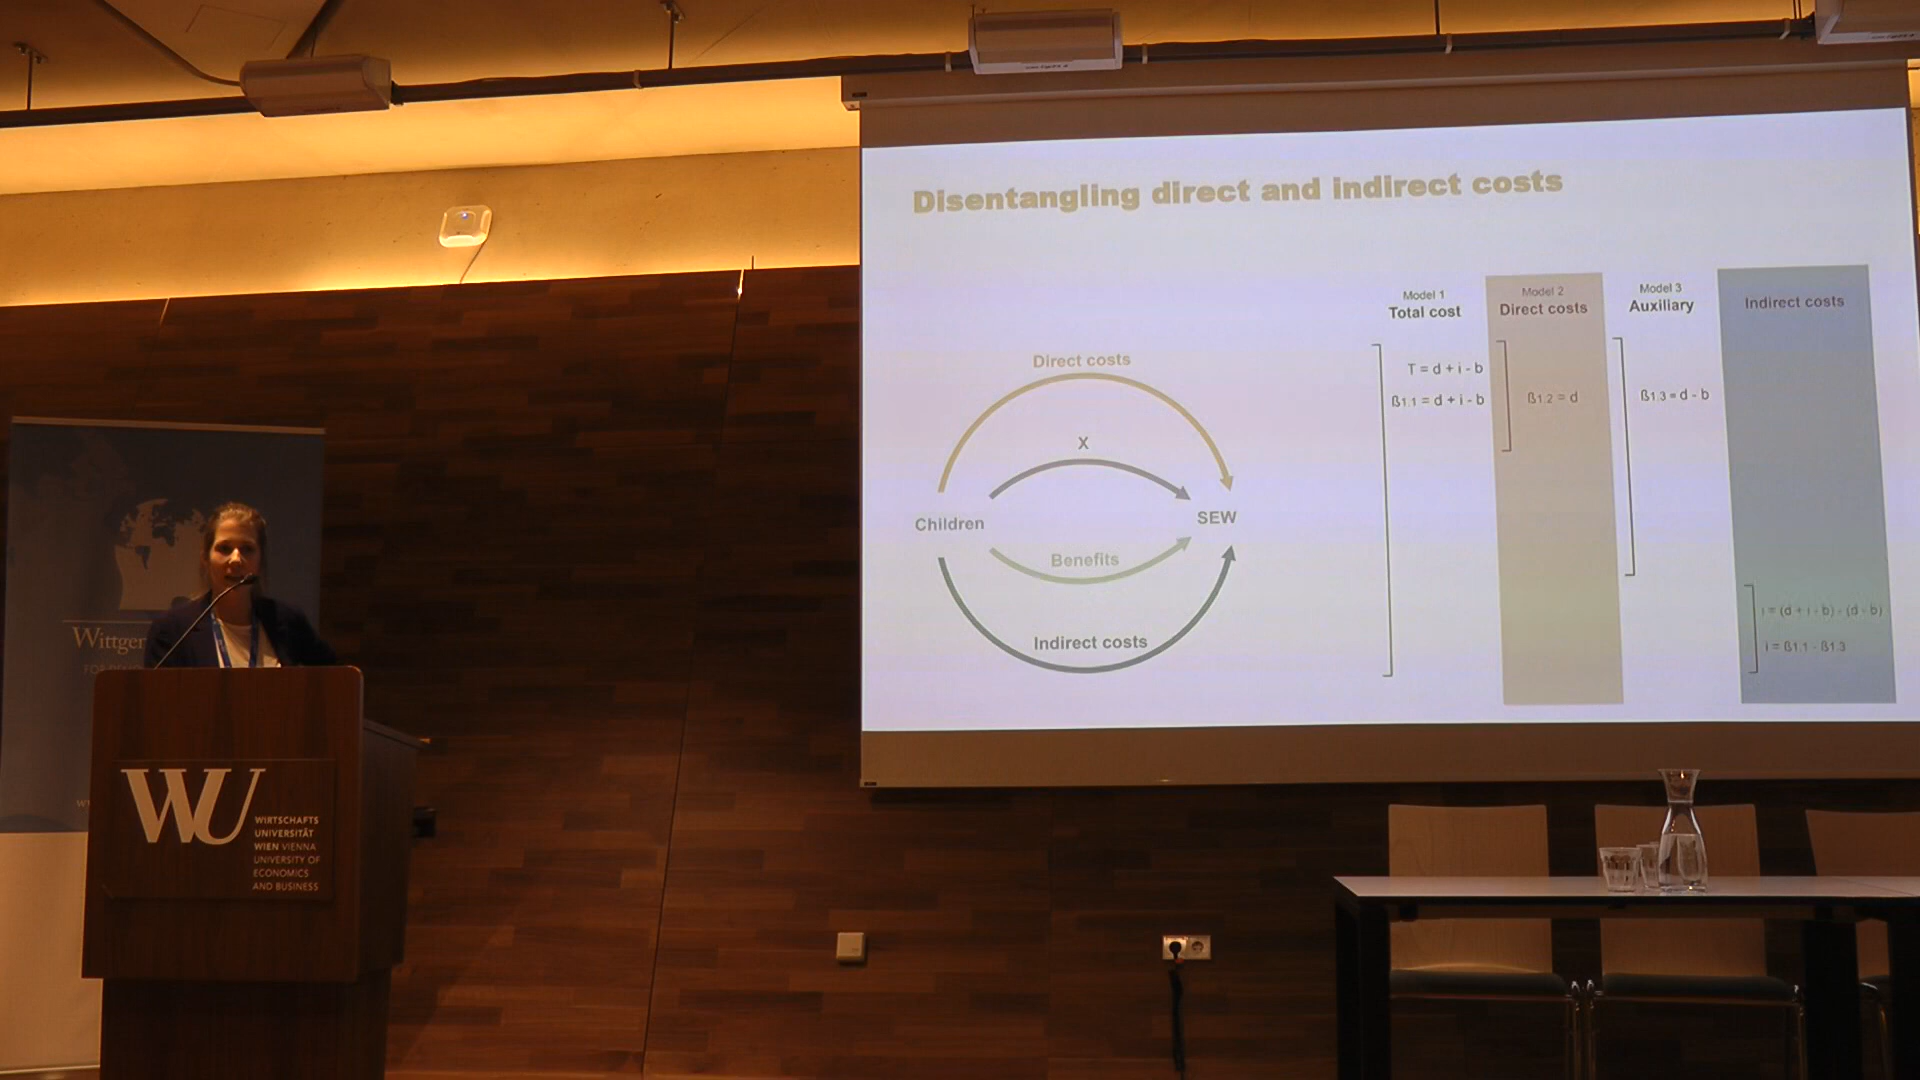 Disentangling direct and indirect costs
Direct costs
X
Children
SEW
Benefits
Indirect costs
Model 1
Total cost
T = d + i - b
ß1.1 = d + i - b
Model 2
Direct costs
ß1.2 = d
Model 3
Auxiliary
ß1.3 = d - b
Indirect costs
i = (d + i - b) - (d - b)
i = ß1.1 - ß1.3
Wittgen
WU
WIRTSCHAFTS
UNIVERSITÄT
WIEN VIENNA
UNIVERSITY OF
ECONOMICS
AND BUSINESS